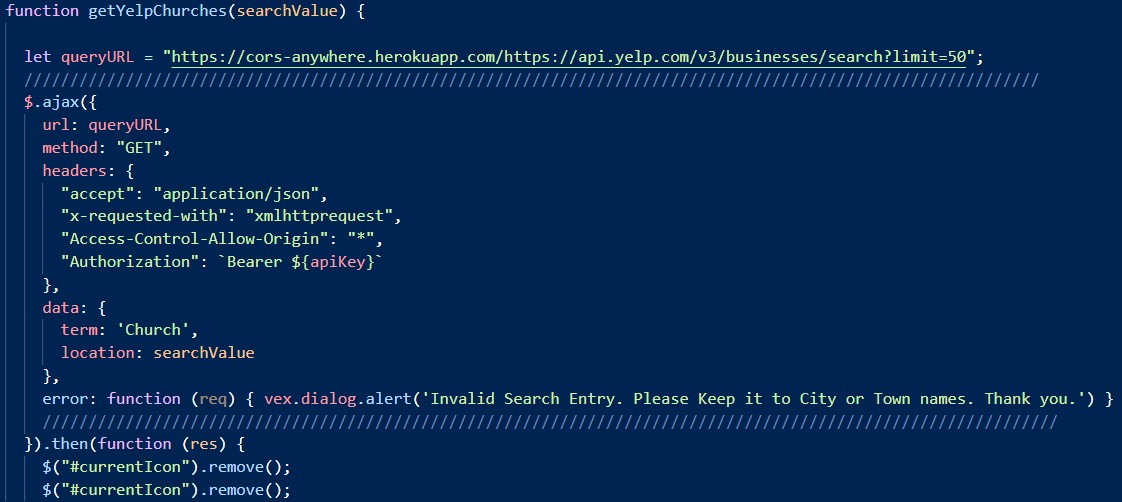 function getYelpChurches(searchValue) {
let queryURL = "https://cors-anywhere.herokuapp.com/https://api.yelp.com/v3/businesses/search?limit=50";
//////////////////////////////////////////////////////////////////////////////////////////////////////////////
$.ajax({
url: queryURL,
method: "GET",
headers: {
"accept": "application/json",
"x-requested-with": "xmlhttprequest",
"Access-Control-Allow-Origin": "*",
"Authorization": `Bearer ${apiKey}`
},
data: {
term: 'Church',
location: searchValue
},
error: function (req) { vex.dialog.alert('Invalid Search Entry. Please Keep it to City or Town names. Thank you.') }
//////////////////////////////////////////////////////////////////////////////////////////////////////////////
}).then(function (res) {
$("#currentIcon").remove();
$("#currentIcon").remove();